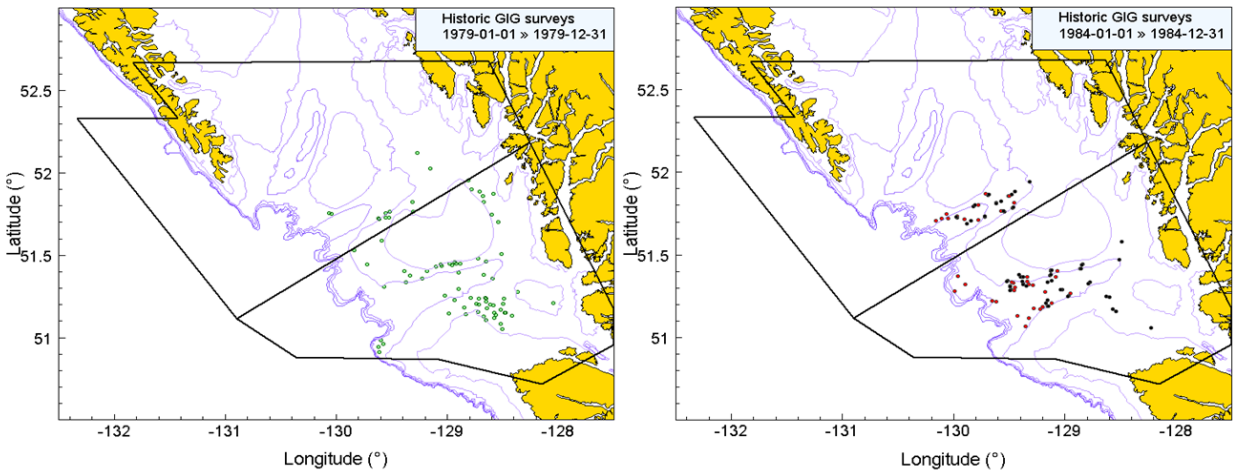 Historic GIG surveys
1979-01-01 » 1979-12-31
52.5
52
51.5
51
Latitude (°)
-132
-131
-130
-129
-128
Longitude (°)
Historic GIG surveys
1984-01-01 » 1984-12-31
52.5
52
51.5
51
Latitude (°)
-132
-131
-130
-129
-128
Longitude (°)